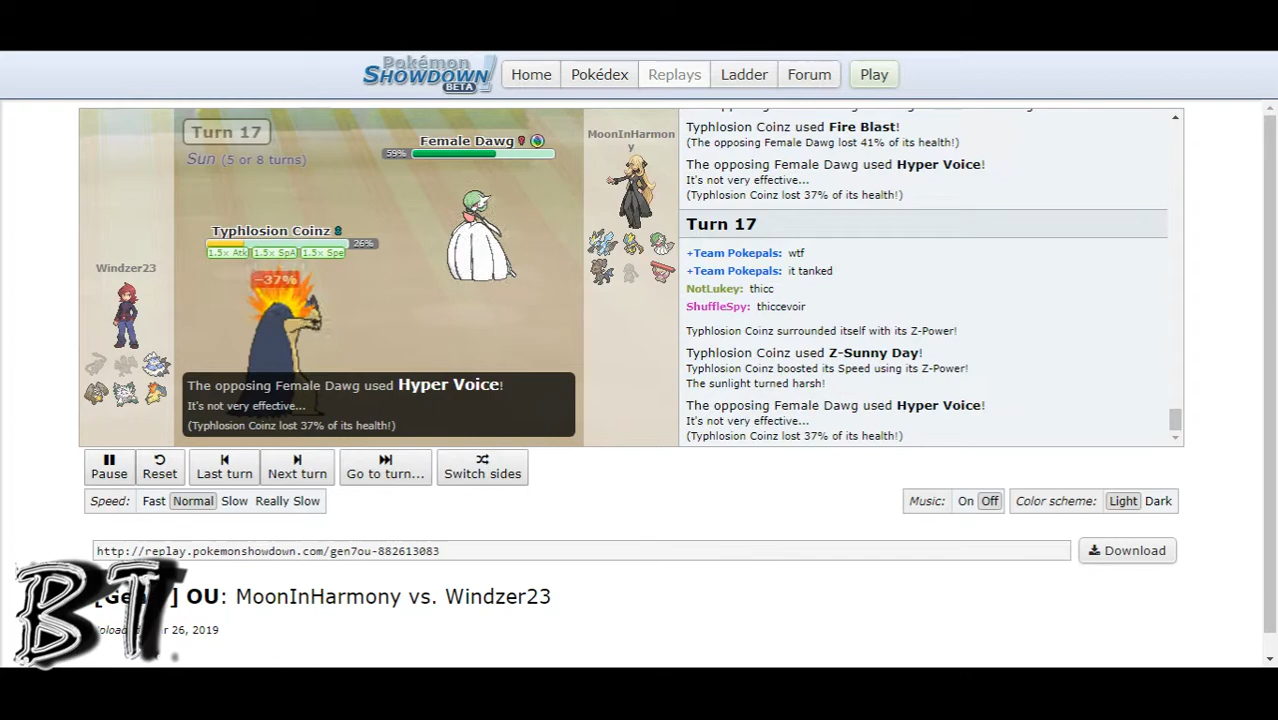 Pokémon
SHOWDOWN!
BETA
Home
Pokédex
Replays
Ladder
Forum
Play
Turn 17
Sun (5 or 8 turns)
Female Dawg
59%
Typhlosion Coinz
26%
1.5× Atk 1.5× SpA 1.5× Spe
−37%
Windzer23
MoonInHarmon
y
The opposing Female Dawg used Hyper Voice!
It's not very effective...
(Typhlosion Coinz lost 37% of its health!)
Typhlosion Coinz used Fire Blast!
(The opposing Female Dawg lost 41% of its health!)
The opposing Female Dawg used Hyper Voice!
It's not very effective...
(Typhlosion Coinz lost 37% of its health!)
Turn 17
+Team Pokepals: wtf
+Team Pokepals: it tanked
NotLukey: thicc
ShuffleSpy: thiccevoir
Typhlosion Coinz surrounded itself with its Z-Power!
Typhlosion Coinz used Z-Sunny Day!
Typhlosion Coinz boosted its Speed using its Z-Power!
The sunlight turned harsh!
The opposing Female Dawg used Hyper Voice!
It's not very effective...
(Typhlosion Coinz lost 37% of its health!)
Pause
Reset
Last turn
Next turn
Go to turn...
Switch sides
Speed: Fast Normal Slow Really Slow
Music: On Off
Color scheme: Light Dark
http://replay.pokemonshowdown.com/gen7ou-882613083
Download
BT.
OU: MoonInHarmony vs. Windzer23
26, 2019